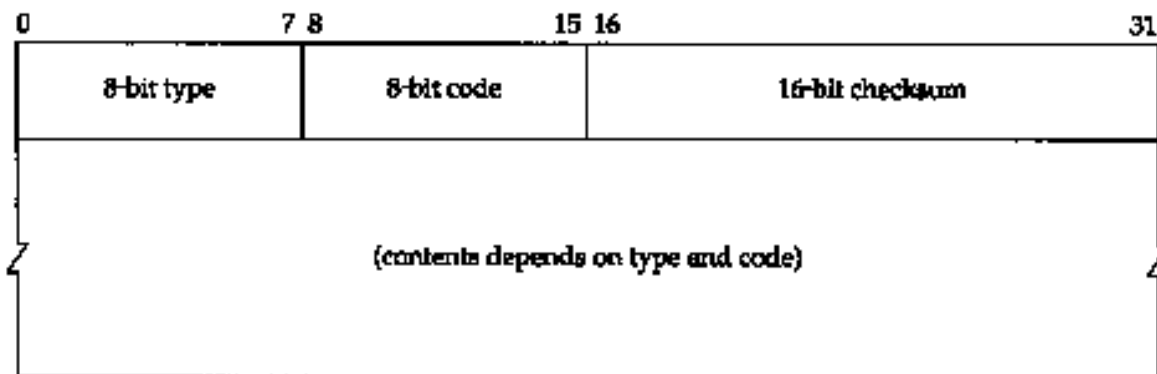 0 7 8 15 16 31
8-bit type 8-bit code 16-bit checksum
(contents depends on type and code)